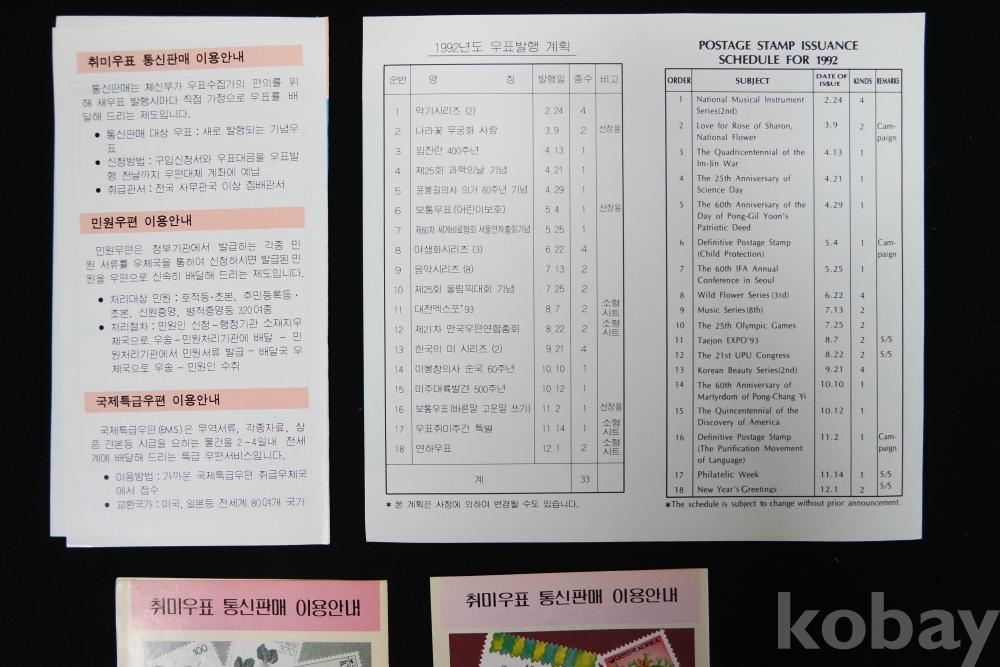 취미우표 통신판매 이용안내
통신판매는 체신부가 우표수집가의 편의를 위
해 새우표 발행시마다 직접 가정으로 우표를 배
달해 드리는 제도입니다.
• 통신판매 대상 우표 : 새로 발행되는 기념우
표
• 신청방법 : 구입신청서와 우표대금을 우표발
행 전날까지 우편대체 계좌에 예납
• 취급관서 : 전국 사무관국 이상 집배관서
민원우편 이용안내
민원우편은 정부기관에서 발급하는 각종 민
원 서류를 우체국을 통하여 신청하시면 발급된 민
원을 우편으로 신속히 배달해 드리는 제도입니다.
• 처리대상 민원 : 호적등·초본, 주민등록등·
초본, 신원증명, 병적증명등 320여종
• 처리절차 : 민원인 신청–행정기관 소재지우
체국으로 우송–민원처리기관에 배달 – 민
원처리기관에서 민원서류 발급 – 배달국 우
체국으로 우송 – 민원인 수취
국제특급우편 이용안내
국제특급우편(EMS)은 무역서류, 각종자료, 상
품 견본등 시급을 요하는 물건을 2-4일내 전세
계에 배달해 드리는 특급 우편서비스입니다.
• 이용방법 : 가까운 국제특급우편 취급우체국
에서 접수
• 교환국가 : 미국, 일본등 전세계 80여개 국가
1992년도 우표발행 계획
순번 명 칭 발행일 종수 비고
1 악기시리즈 (2) 2.24 4
2 나라꽃 무궁화 사랑 3.9 2 선장용
3 임진란 400주년 4.13 1
4 제25회 과학의날 기념 4.21 1
5 윤봉길의사 의거 60주년 기념 4.29 1
6 보통우표(어린이보호) 5.4 1 선장용
7 제60차 세계비료협회 서울연차총회기념 5.25 1
8 야생화시리즈 (3) 6.22 4
9 음악시리즈 (8) 7.13 2
10 제25회 올림픽대회 기념 7.25 2
11 대전엑스포'93 8.7 2 소형시트
12 제21차 만국우편연합총회 8.22 2 소형시트
13 한국의 미 시리즈 (2) 9.21 4
14 이봉창의사 순국 60주년 10.10 1
15 미주대륙발견 500주년 10.12 1
16 보통우표(바른말 고운말 쓰기) 11.2 1 선장용
17 우표취미주간 특별 11.14 1 소형시트
18 연하우표 12.1 2 소형시트
계 33
* 본 계획은 사정에 의하여 변경될 수도 있습니다.
POSTAGE STAMP ISSUANCE
SCHEDULE FOR 1992
ORDER SUBJECT DATE OF ISSUE KINDS REMARKS
1 National Musical Instrument 2.24 4
Series(2nd)
2 Love for Rose of Sharon, 3.9 2 Cam-
National Flower paign
3 The Quadricentennial of the 4.13 1
Im-Jin War
4 The 25th Anniversary of 4.21 1
Science Day
5 The 60th Anniversary of the 4.29 1
Day of Pong-Gil Yoon's
Patriotic Deed
6 Definitive Postage Stamp 5.4 1 Cam-
(Child Protection) paign
7 The 60th IFA Annual 5.25 1
Conference in Seoul
8 Wild Flower Series(3rd) 6.22 4
9 Music Series(8th) 7.13 2
10 The 25th Olympic Games 7.25 2
11 Taejon EXPO'93 8.7 2 S/S
12 The 21st UPU Congress 8.22 2 S/S
13 Korean Beauty Series(2nd) 9.21 4
14 The 60th Anniversary of 10.10 1
Martyrdom of Pong-Chang Yi
15 The Quincentennial of the 10.12 1
Discovery of America
16 Definitive Postage Stamp 11.2 1 Cam-
(The Purification Movement paign
of Language)
17 Philatelic Week 11.14 1 S/S
18 New Year's Greetings 12.1 2 S/S
*The schedule is subject to change without prior announcement.
취미우표 통신판매 이용안내
100
취미우표 통신판매 이용안내
대한민국 KOREA
kobay